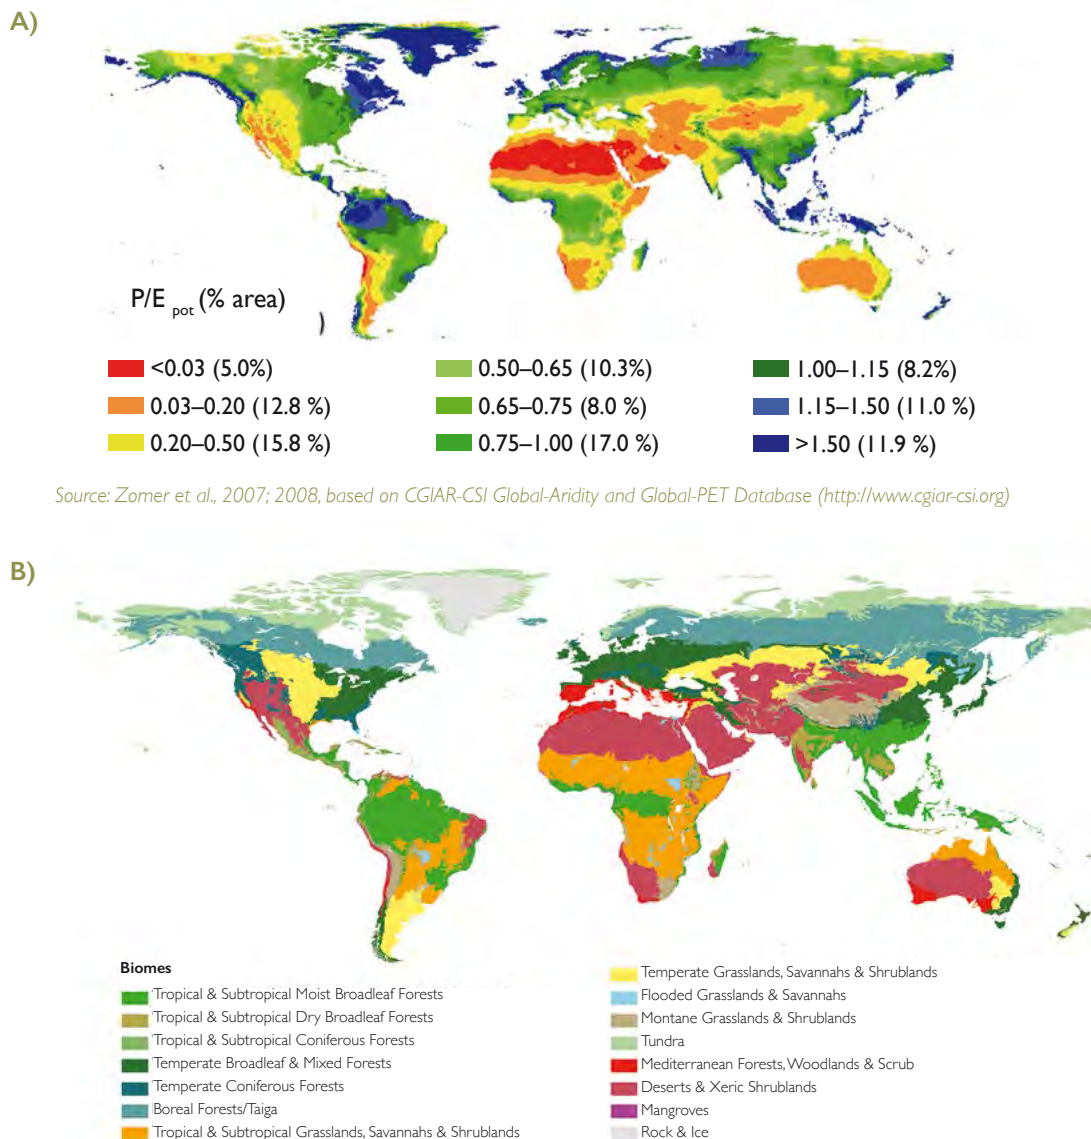 A)
P/E pot (% area)
)
<0.03 (5.0%)
0.03–0.20 (12.8 %)
0.20–0.50 (15.8 %)
0.50–0.65 (10.3%)
0.65–0.75 (8.0 %)
0.75–1.00 (17.0 %)
1.00–1.15 (8.2%)
1.15–1.50 (11.0 %)
>1.50 (11.9 %)
Source: Zomer et al., 2007; 2008, based on CGIAR-CSI Global-Aridity and Global-PET Database (http://www.cgiar-csi.org)
B)
Biomes
Tropical & Subtropical Moist Broadleaf Forests
Tropical & Subtropical Dry Broadleaf Forests
Tropical & Subtropical Coniferous Forests
Temperate Broadleaf & Mixed Forests
Temperate Coniferous Forests
Boreal Forests/Taiga
Tropical & Subtropical Grasslands, Savannahs & Shrublands
Temperate Grasslands, Savannahs & Shrublands
Flooded Grasslands & Savannahs
Montane Grasslands & Shrublands
Tundra
Mediterranean Forests, Woodlands & Scrub
Deserts & Xeric Shrublands
Mangroves
Rock & Ice